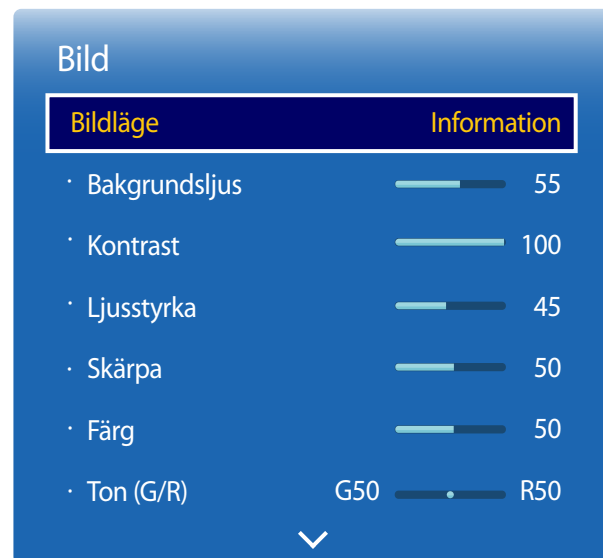 Bild
Bildläge Information
· Bakgrundsljus 55
· Kontrast 100
· Ljusstyrka 45
· Skärpa 50
· Färg 50
· Ton (G/R) G50 R50